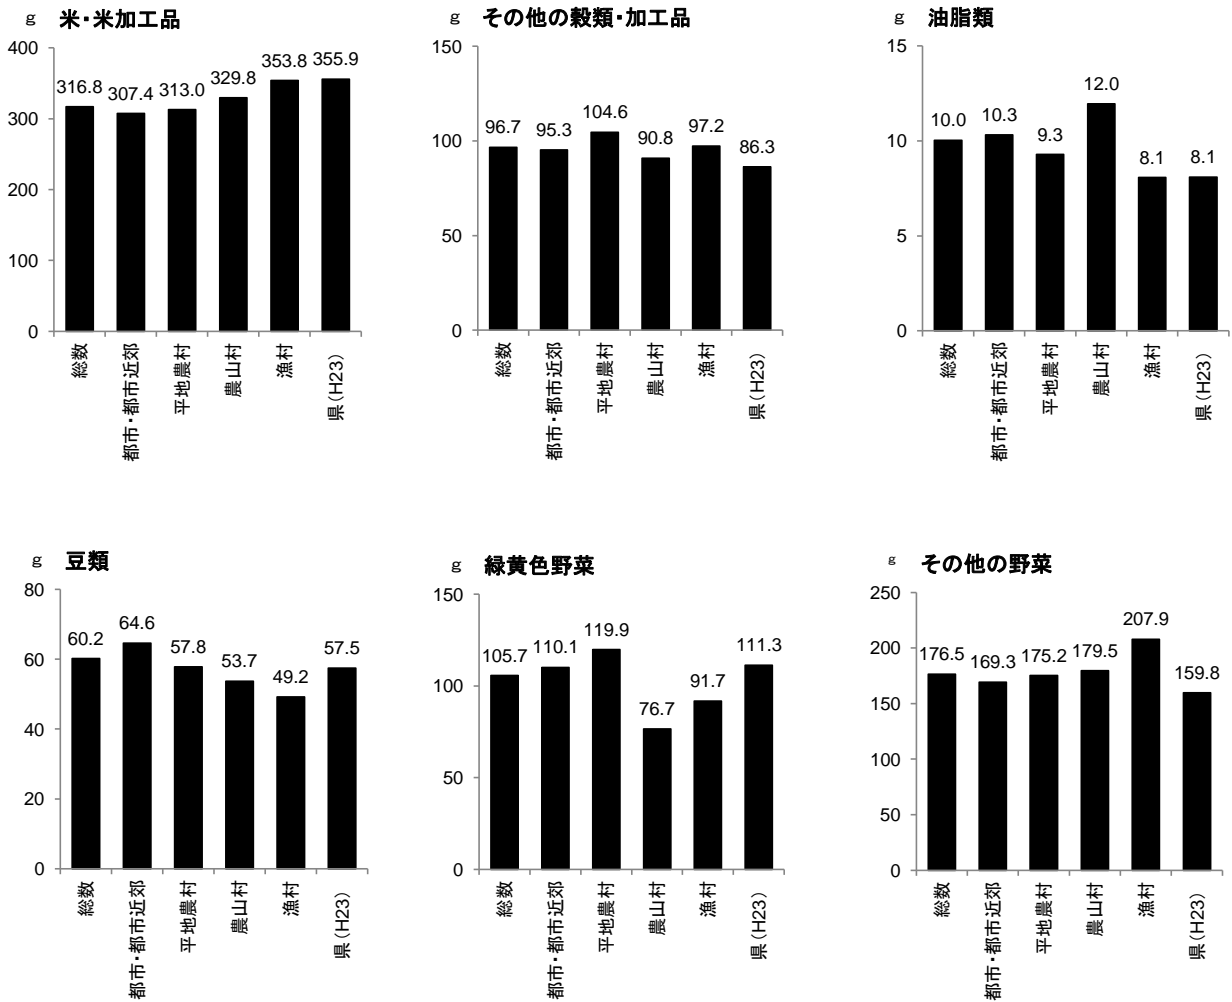 g 米・米加工品
400
300
200
100
0
316.8
307.4
313.0
329.8
353.8
355.9
総数
都市・都市近郊
平地農村
農山村
漁村
県(H23)
g その他の穀類・加工品
150
100
50
0
96.7
95.3
104.6
90.8
97.2
86.3
総数
都市・都市近郊
平地農村
農山村
漁村
県(H23)
g 油脂類
15
10
5
0
10.0
10.3
9.3
12.0
8.1
8.1
総数
都市・都市近郊
平地農村
農山村
漁村
県(H23)
g 豆類
80
60
40
20
0
60.2
64.6
57.8
53.7
49.2
57.5
総数
都市・都市近郊
平地農村
農山村
漁村
県(H23)
g 緑黄色野菜
150
100
50
0
105.7
110.1
119.9
76.7
91.7
111.3
総数
都市・都市近郊
平地農村
農山村
漁村
県(H23)
g その他の野菜
250
200
150
100
50
0
176.5
169.3
175.2
179.5
207.9
159.8
総数
都市・都市近郊
平地農村
農山村
漁村
県(H23)